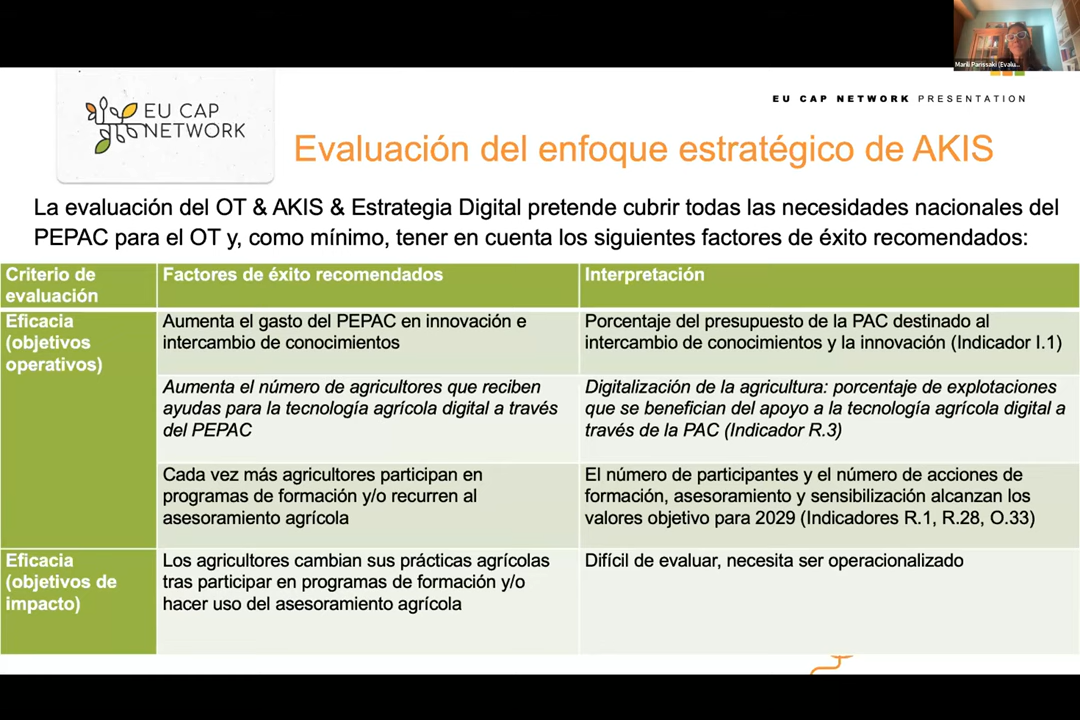 Marili Parissaki (Evalu...
EU CAP NETWORK PRESENTATION
EU CAP
NETWORK
Evaluación del enfoque estratégico de AKIS
La evaluación del OT & AKIS & Estrategia Digital pretende cubrir todas las necesidades nacionales del
PEPAC para el OT y, como mínimo, tener en cuenta los siguientes factores de éxito recomendados:
Criterio de
evaluación
Factores de éxito recomendados
Interpretación
Eficacia
(objetivos
operativos)
Aumenta el gasto del PEPAC en innovación e
intercambio de conocimientos
Porcentaje del presupuesto de la PAC destinado al
intercambio de conocimientos y la innovación (Indicador I.1)
Aumenta el número de agricultores que reciben
ayudas para la tecnología agrícola digital a través
del PEPAC
Digitalización de la agricultura: porcentaje de explotaciones
que se benefician del apoyo a la tecnología agrícola digital a
través de la PAC (Indicador R.3)
Cada vez más agricultores participan en
programas de formación y/o recurren al
asesoramiento agrícola
El número de participantes y el número de acciones de
formación, asesoramiento y sensibilización alcanzan los
valores objetivo para 2029 (Indicadores R.1, R.28, O.33)
Eficacia
(objetivos de
impacto)
Los agricultores cambian sus prácticas agrícolas
tras participar en programas de formación y/o
hacer uso del asesoramiento agrícola
Difícil de evaluar, necesita ser operacionalizado